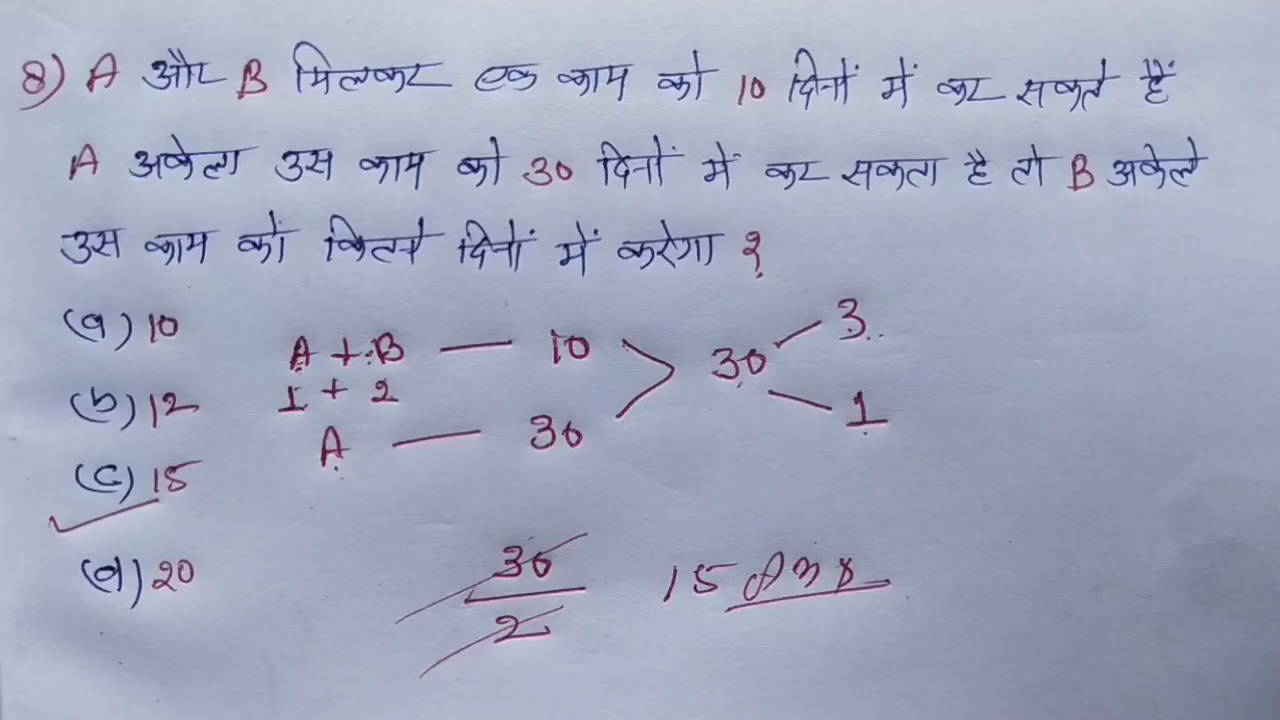 8) A और B मिलकर एक काम को 10 दिनों में कर सकते हैं
A अकेला उस काम को 30 दिनों में कर सकता है तो B अकेले
उस काम को कितने दिनों में करेगा ?
(a) 10
A + B — 10
30
3
(b) 12
1 + 2
A — 30
1
(c) 15
(d) 20
30
2
15 Ans